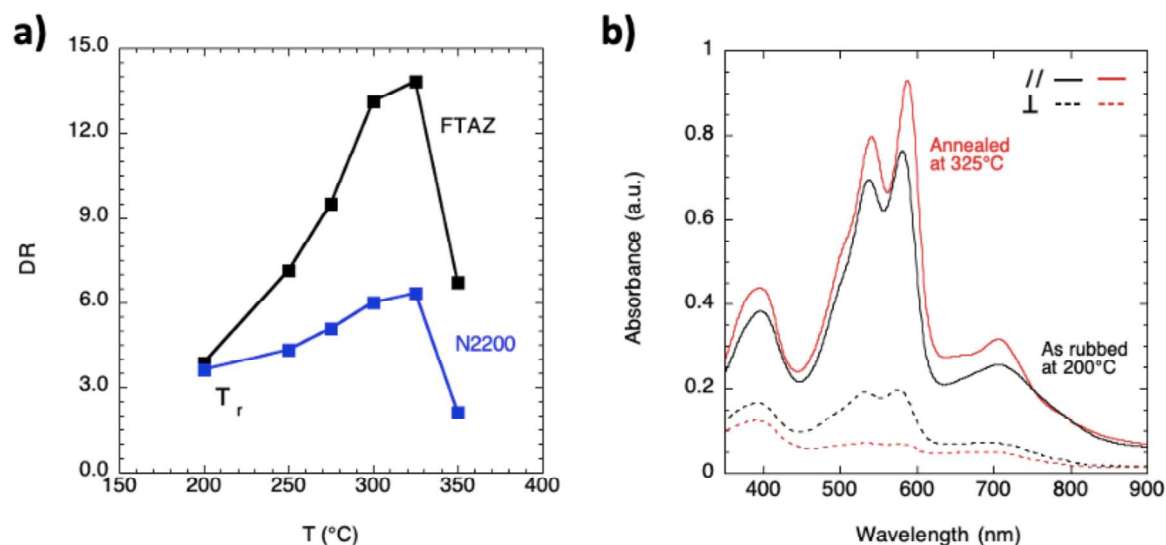 a)
15.0
12.0
9.0
6.0
3.0
0.0
DR
FTAZ
N2200
T r
150 200 250 300 350 400
T (°C)
b)
1
0.8
0.6
0.4
0.2
0
Absorbance (a.u.)
//
⊥
Annealed
at 325°C
As rubbed
at 200°C
400 500 600 700 800 900
Wavelength (nm)